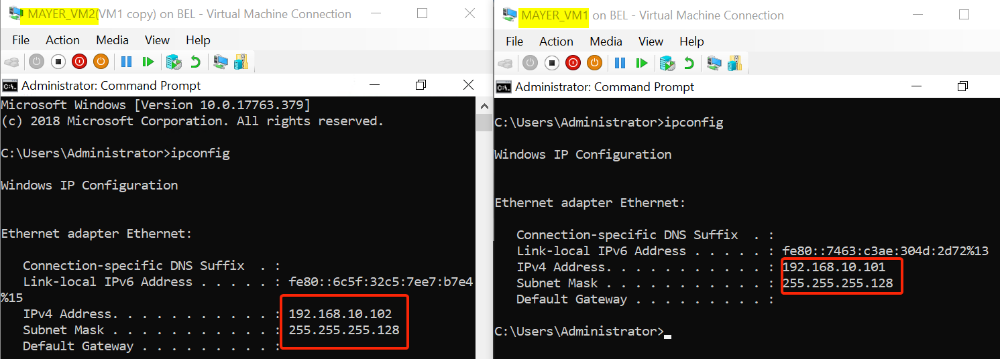 MAYER_VM2(VM1 copy) on BEL - Virtual Machine Connection
File Action Media View Help
Administrator: Command Prompt
Microsoft Windows [Version 10.0.17763.379]
(c) 2018 Microsoft Corporation. All rights reserved.
C:\Users\Administrator>ipconfig
Windows IP Configuration
Ethernet adapter Ethernet:
Connection-specific DNS Suffix . :
Link-local IPv6 Address . . . . . : fe80::6c5f:32c5:7ee7:b7e4
%15
IPv4 Address. . . . . . . . . . . : 192.168.10.102
Subnet Mask . . . . . . . . . . . : 255.255.255.128
Default Gateway . . . . . . . . . :
MAYER_VM1 on BEL - Virtual Machine Connection
File Action Media View Help
Administrator: Command Prompt
C:\Users\Administrator>ipconfig
Windows IP Configuration
Ethernet adapter Ethernet:
Connection-specific DNS Suffix . :
Link-local IPv6 Address . . . . . : fe80::7463:c3ae:304d:2d72%13
IPv4 Address. . . . . . . . . . . : 192.168.10.101
Subnet Mask . . . . . . . . . . . : 255.255.255.128
Default Gateway . . . . . . . . . :
C:\Users\Administrator>